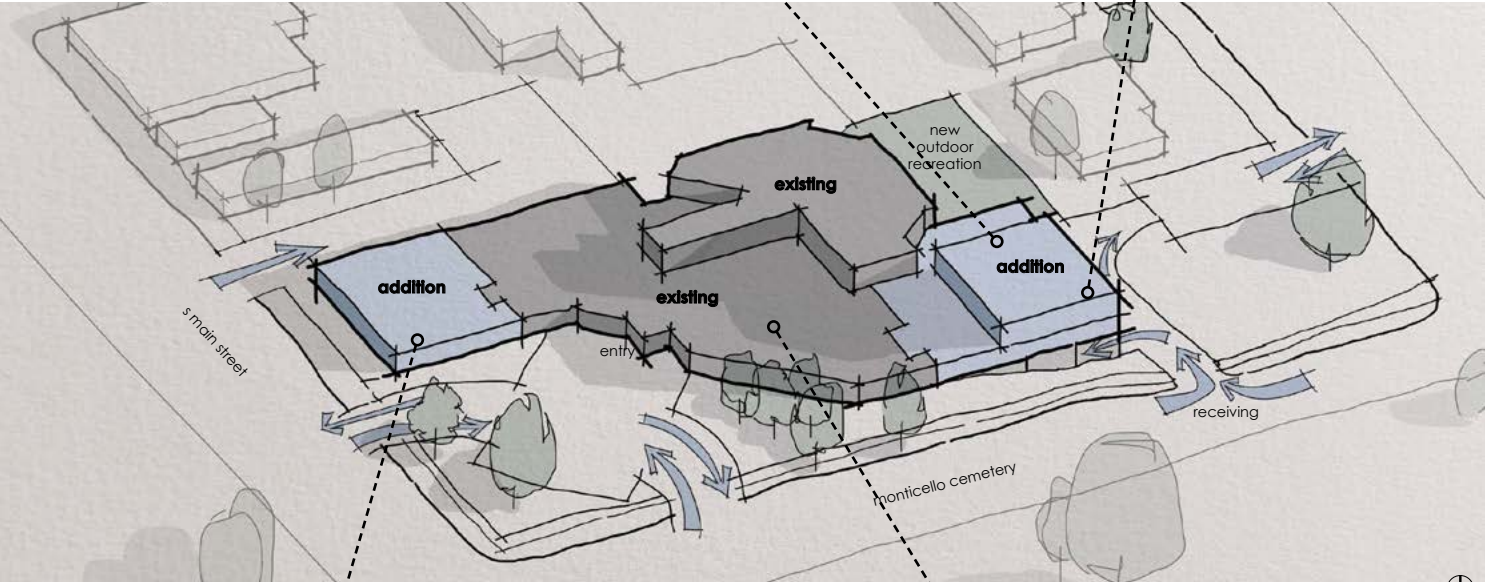 new
outdoor
recreation
existing
addition
addition
existing
s main street
entry
receiving
monticello cemetery